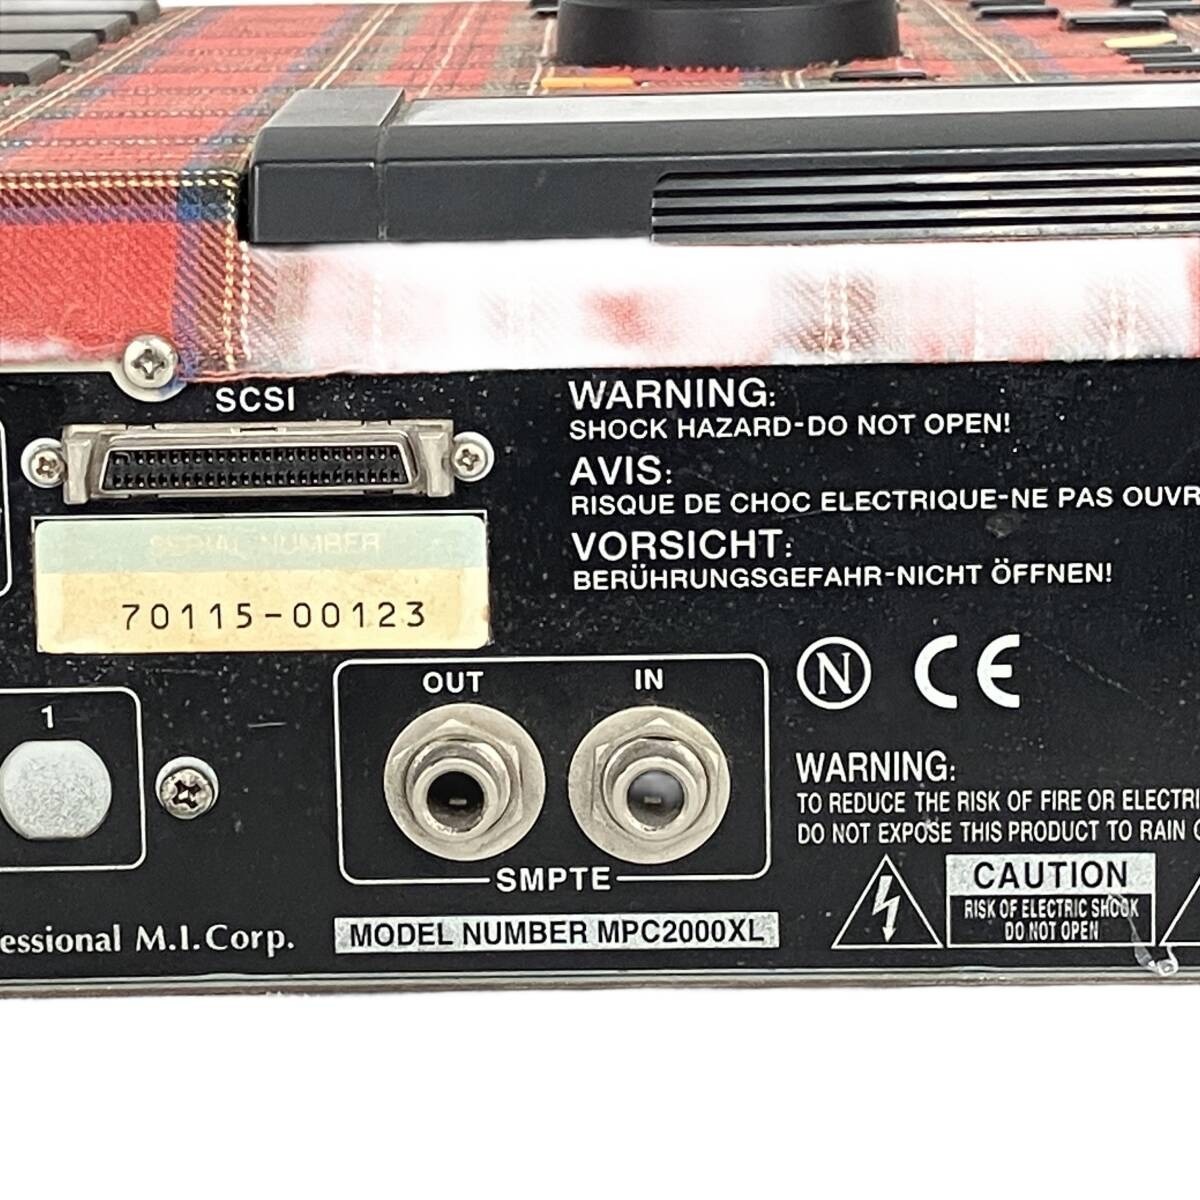 SCSI
WARNING:
SHOCK HAZARD-DO NOT OPEN!
AVIS:
RISQUE DE CHOC ELECTRIQUE-NE PAS OUVR
VORSICHT:
BERÜHRUNGSGEFAHR-NICHT ÖFFNEN!
SERIAL NUMBER
70115-00123
N CE
1
OUT IN
SMPTE
WARNING:
TO REDUCE THE RISK OF FIRE OR ELECTRI
DO NOT EXPOSE THIS PRODUCT TO RAIN
CAUTION
RISK OF ELECTRIC SHOCK
DO NOT OPEN
essional M.I.Corp.
MODEL NUMBER MPC2000XL